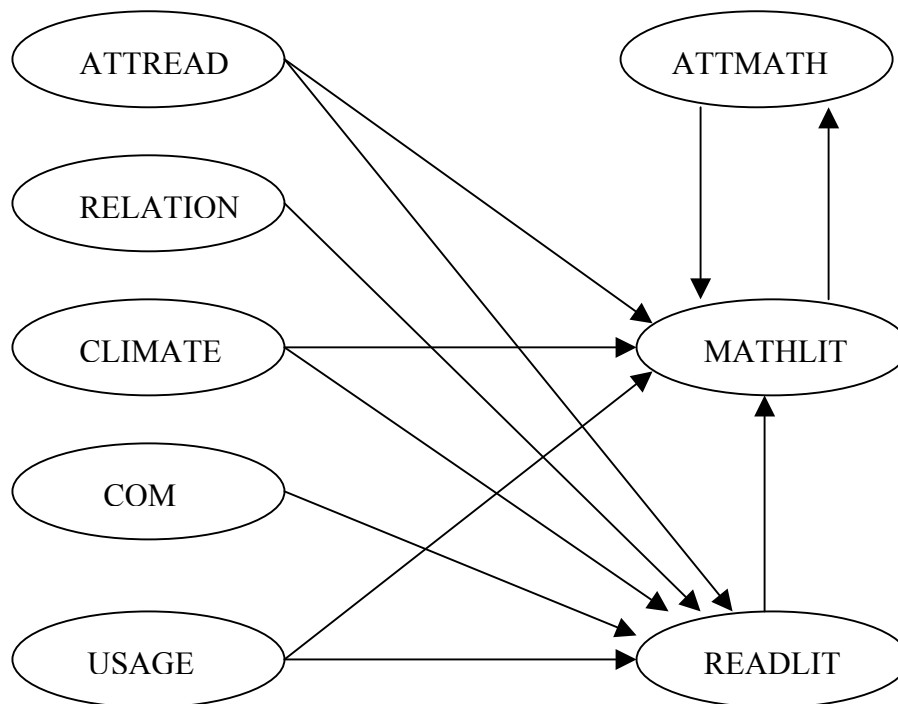 ATTREAD
ATTMATH
RELATION
CLIMATE
MATHLIT
COM
USAGE
READLIT